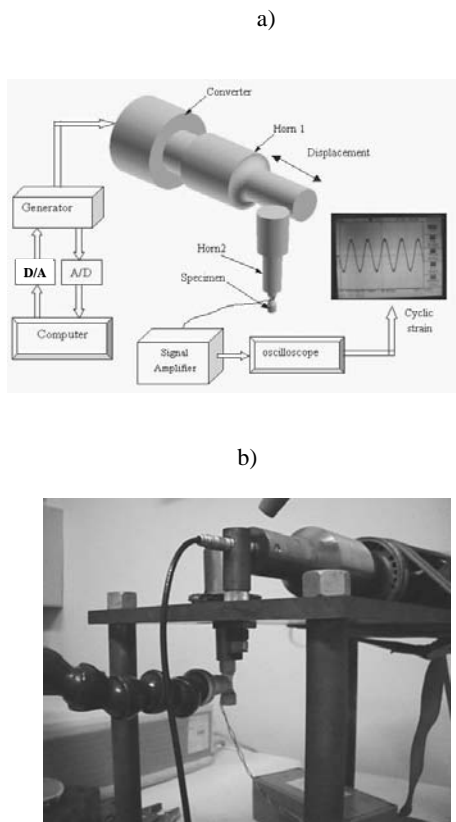 a)
Converter
Horn 1
Displacement
Generator
Horn2
D/A
A/D
Specimen
Computer
Cyclic
strain
Signal
Amplifier
oscilloscope
b)